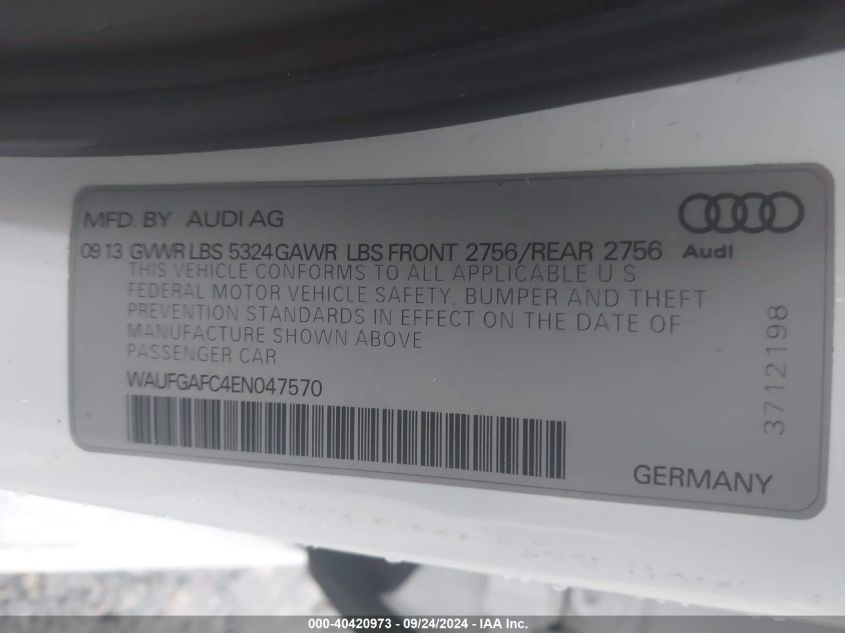 MFD. BY AUDI AG
09 13 GVWR LBS 5324 GAWR LBS FRONT 2756/REAR 2756
Audi
THIS VEHICLE CONFORMS TO ALL APPLICABLE U S
FEDERAL MOTOR VEHICLE SAFETY, BUMPER AND THEFT
PREVENTION STANDARDS IN EFFECT ON THE DATE OF
MANUFACTURE SHOWN ABOVE
PASSENGER CAR
WAUFGAFC4EN047570
3712198
GERMANY
000-40420973 - 09/24/2024 - IAA Inc.